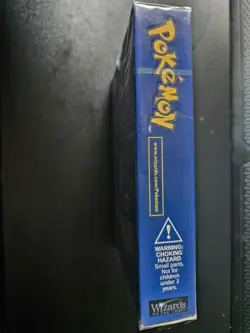 POKéMON
www.wizards.com/Pokemon
WARNING:
CHOKING
HAZARD
Small parts.
Not for
children
under 3
years.
Wizards